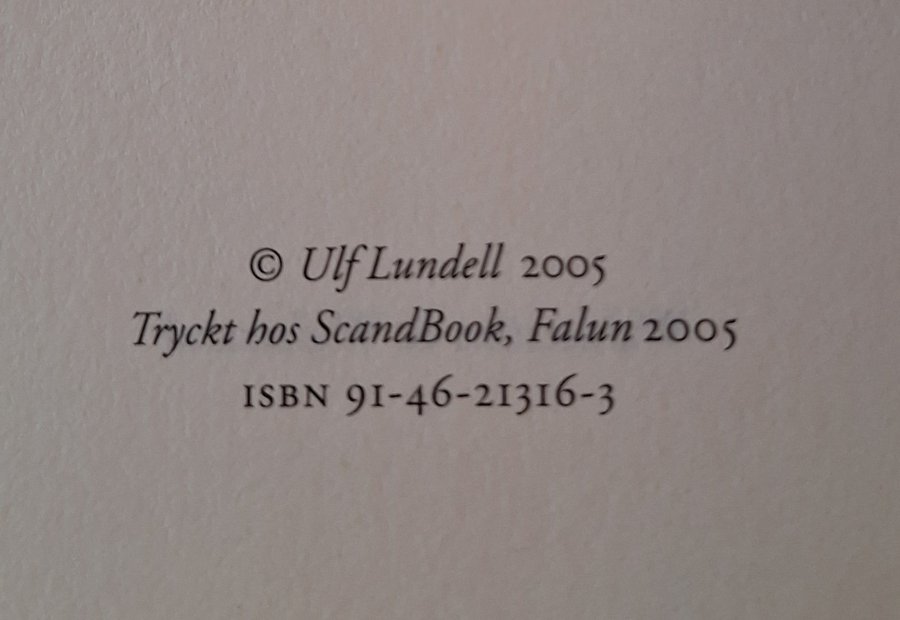 © Ulf Lundell 2005
Tryckt hos ScandBook, Falun 2005
ISBN 91-46-21316-3